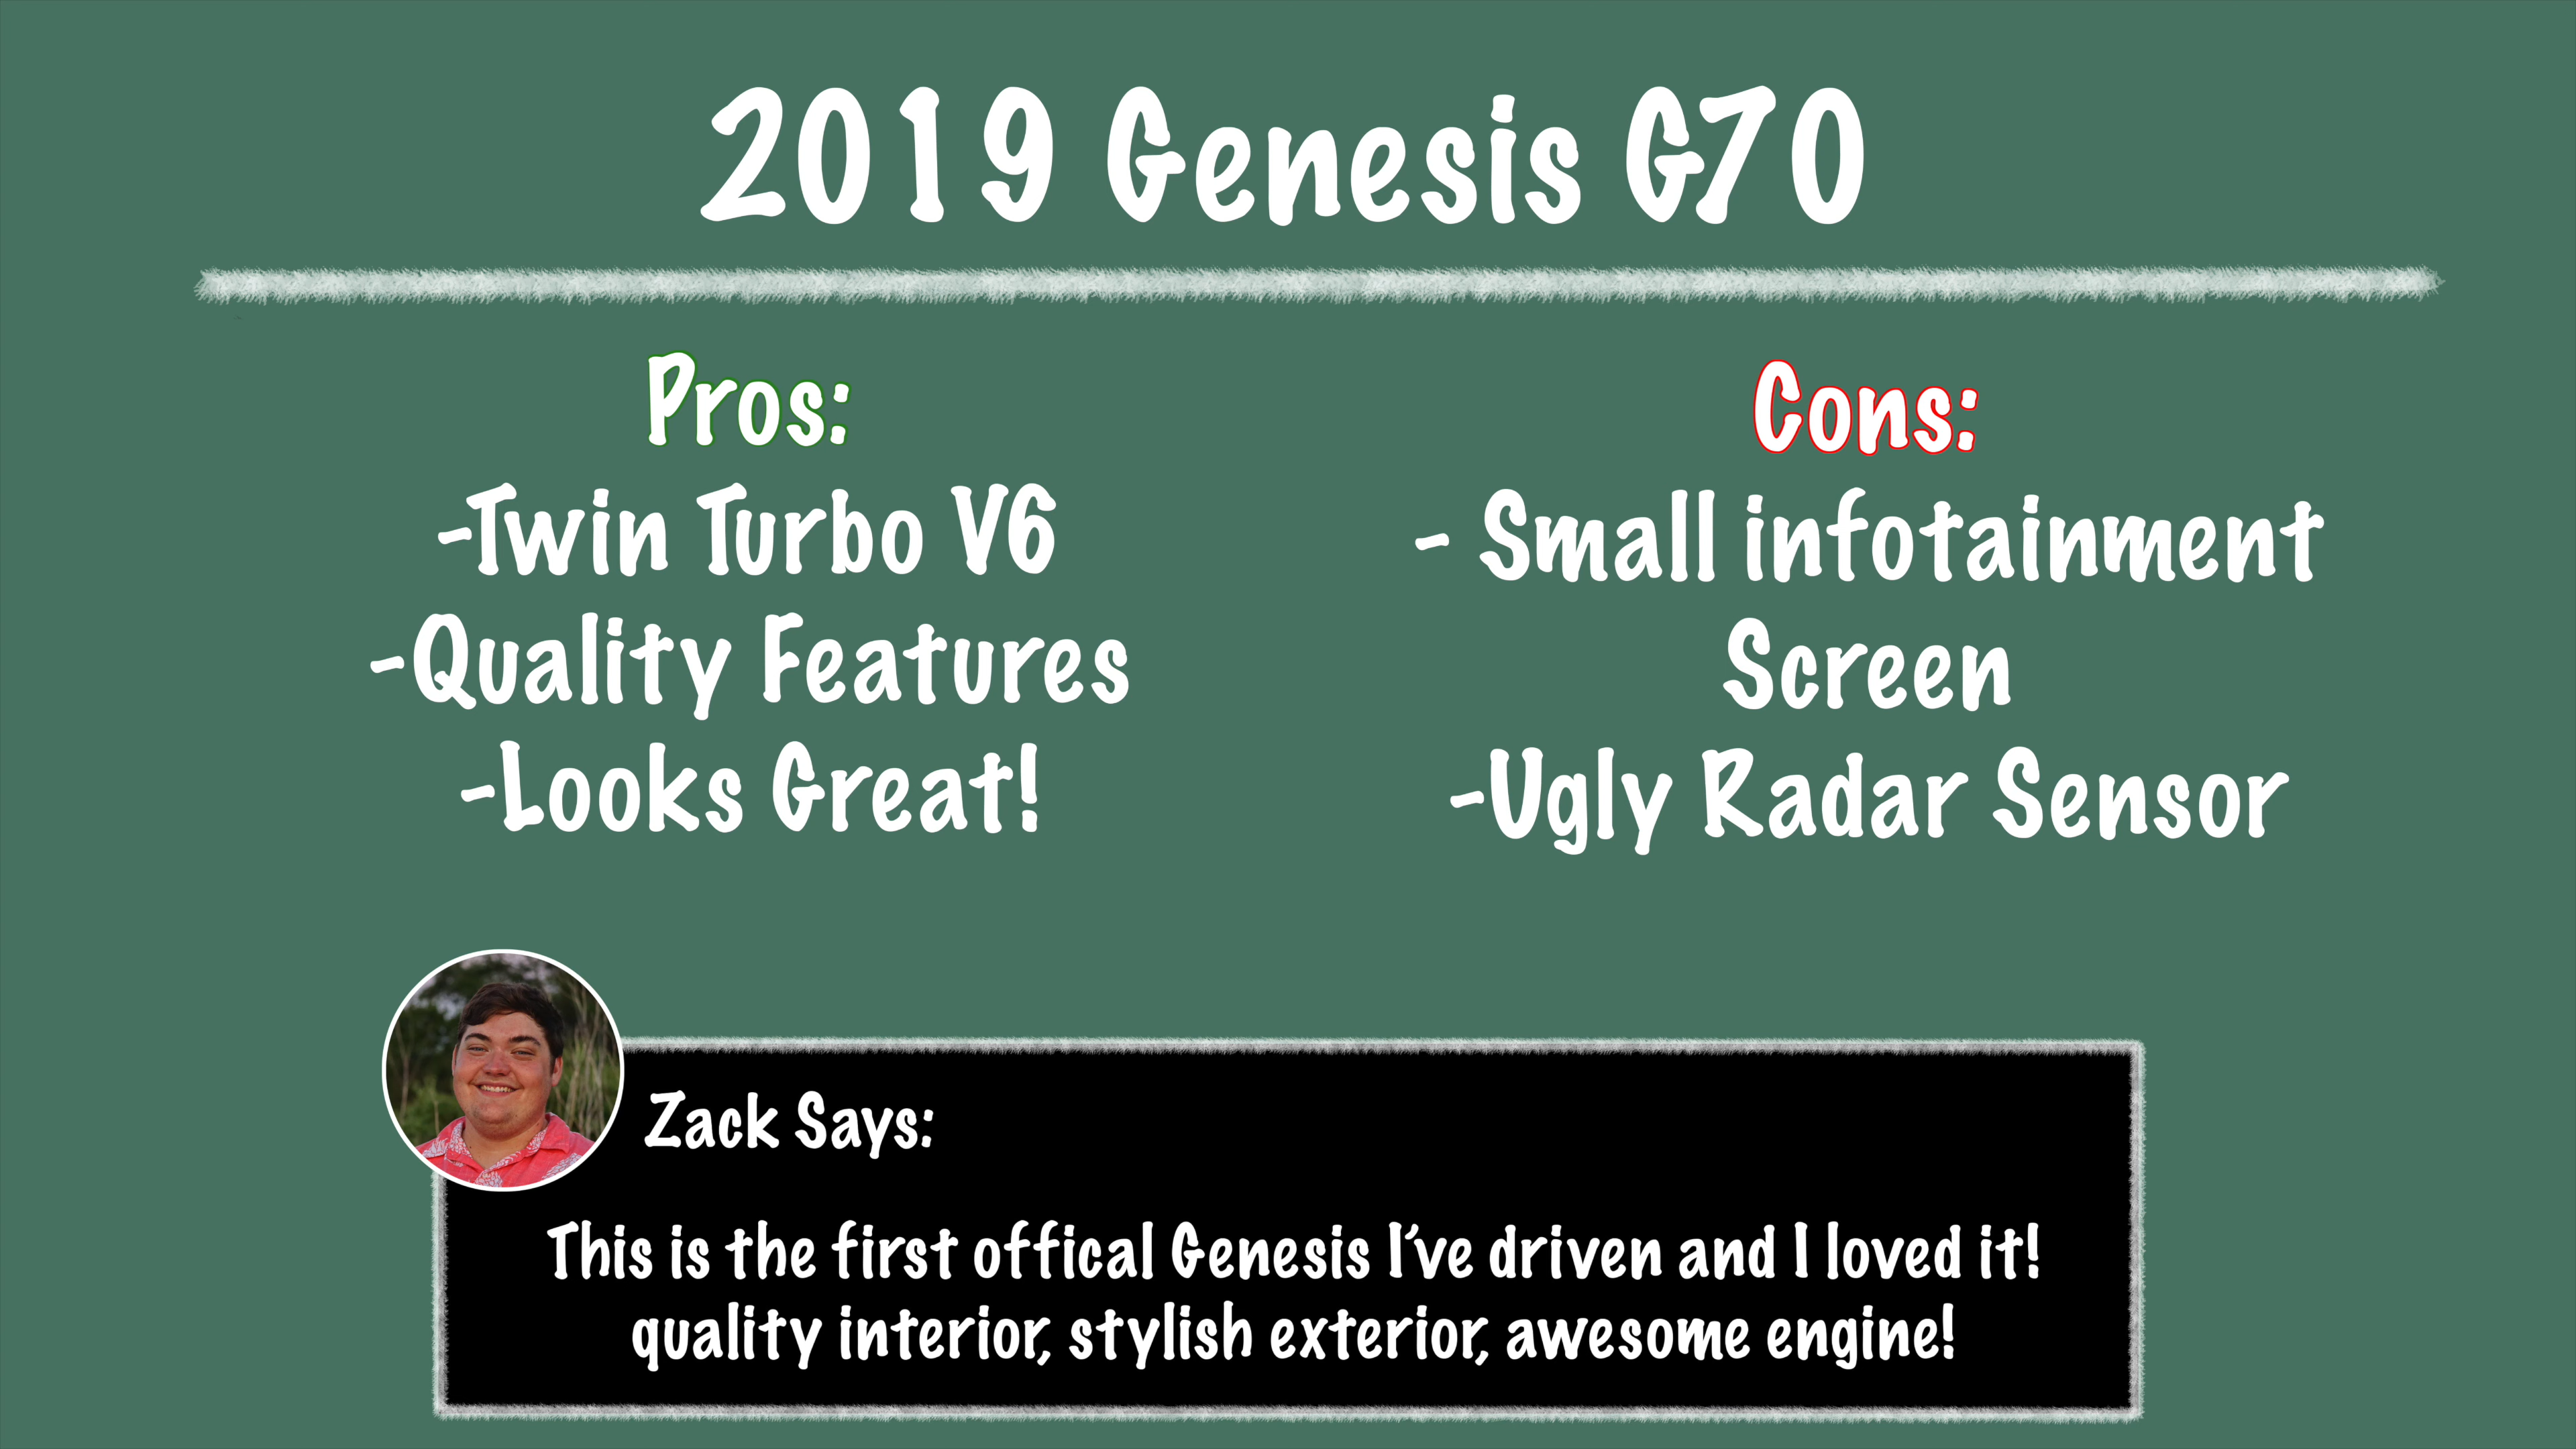 2019 Genesis G70
Pros:
-Twin Turbo V6
-Quality Features
-Looks Great!
Cons:
- Small infotainment
Screen
-Ugly Radar Sensor
Zack Says:
This is the first offical Genesis I've driven and I loved it!
quality interior, stylish exterior, awesome engine!